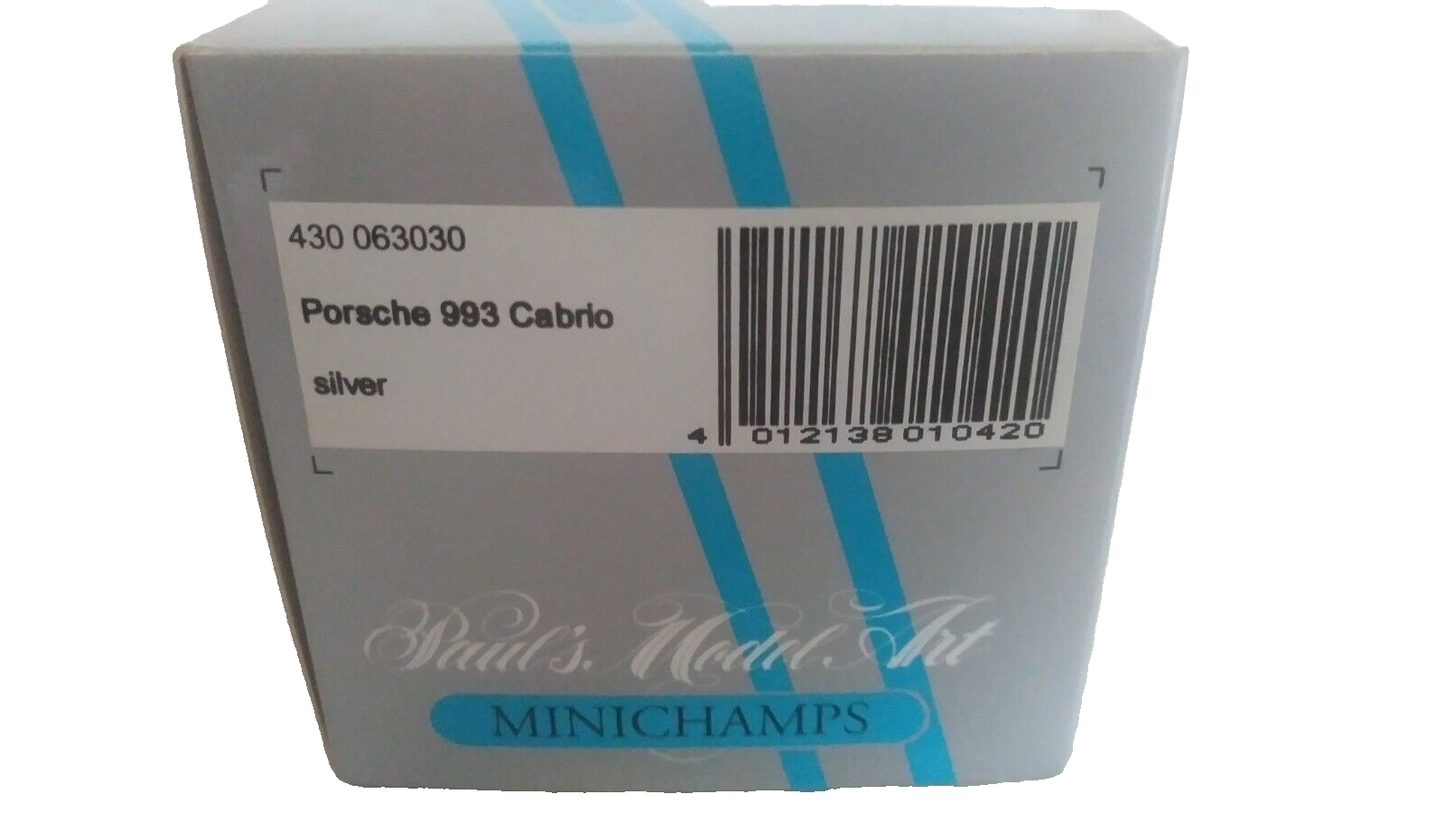 430 063030
Porsche 993 Cabrio
silver
4 012138 010420
Paul's Model Art
MINICHAMPS